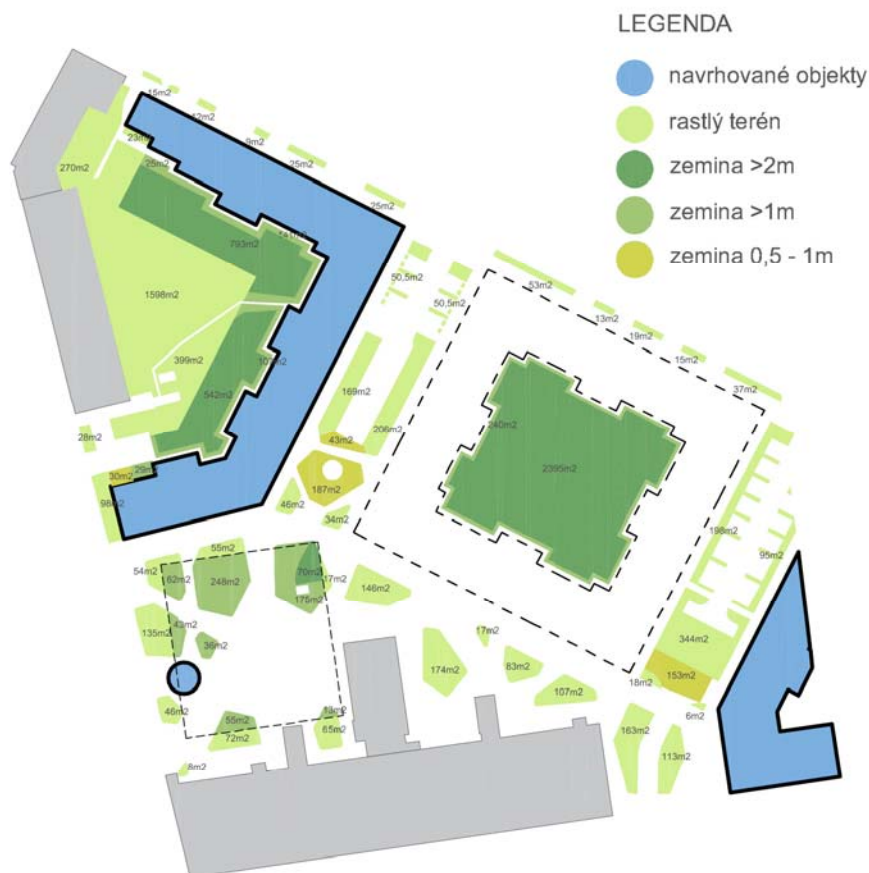 LEGENDA
navrhované objekty
rastlý terén
zemina >2m
zemina >1m
zemina 0,5 - 1m
15m2
12m2
9m2
25m2
25m2
23m2
25m2
270m2
793m2
1598m2
399m2
542m2
28m2
30m2
29m2
98m2
50,5m2
50,5m2
169m2
206m2
43m2
187m2
46m2
34m2
53m2
13m2
19m2
15m2
37m2
240m2
2395m2
198m2
95m2
344m2
153m2
18m2
6m2
163m2
113m2
55m2
54m2
62m2
248m2
70m2
17m2
175m2
146m2
135m2
43m2
36m2
46m2
55m2
72m2
13m2
65m2
8m2
17m2
174m2
83m2
107m2